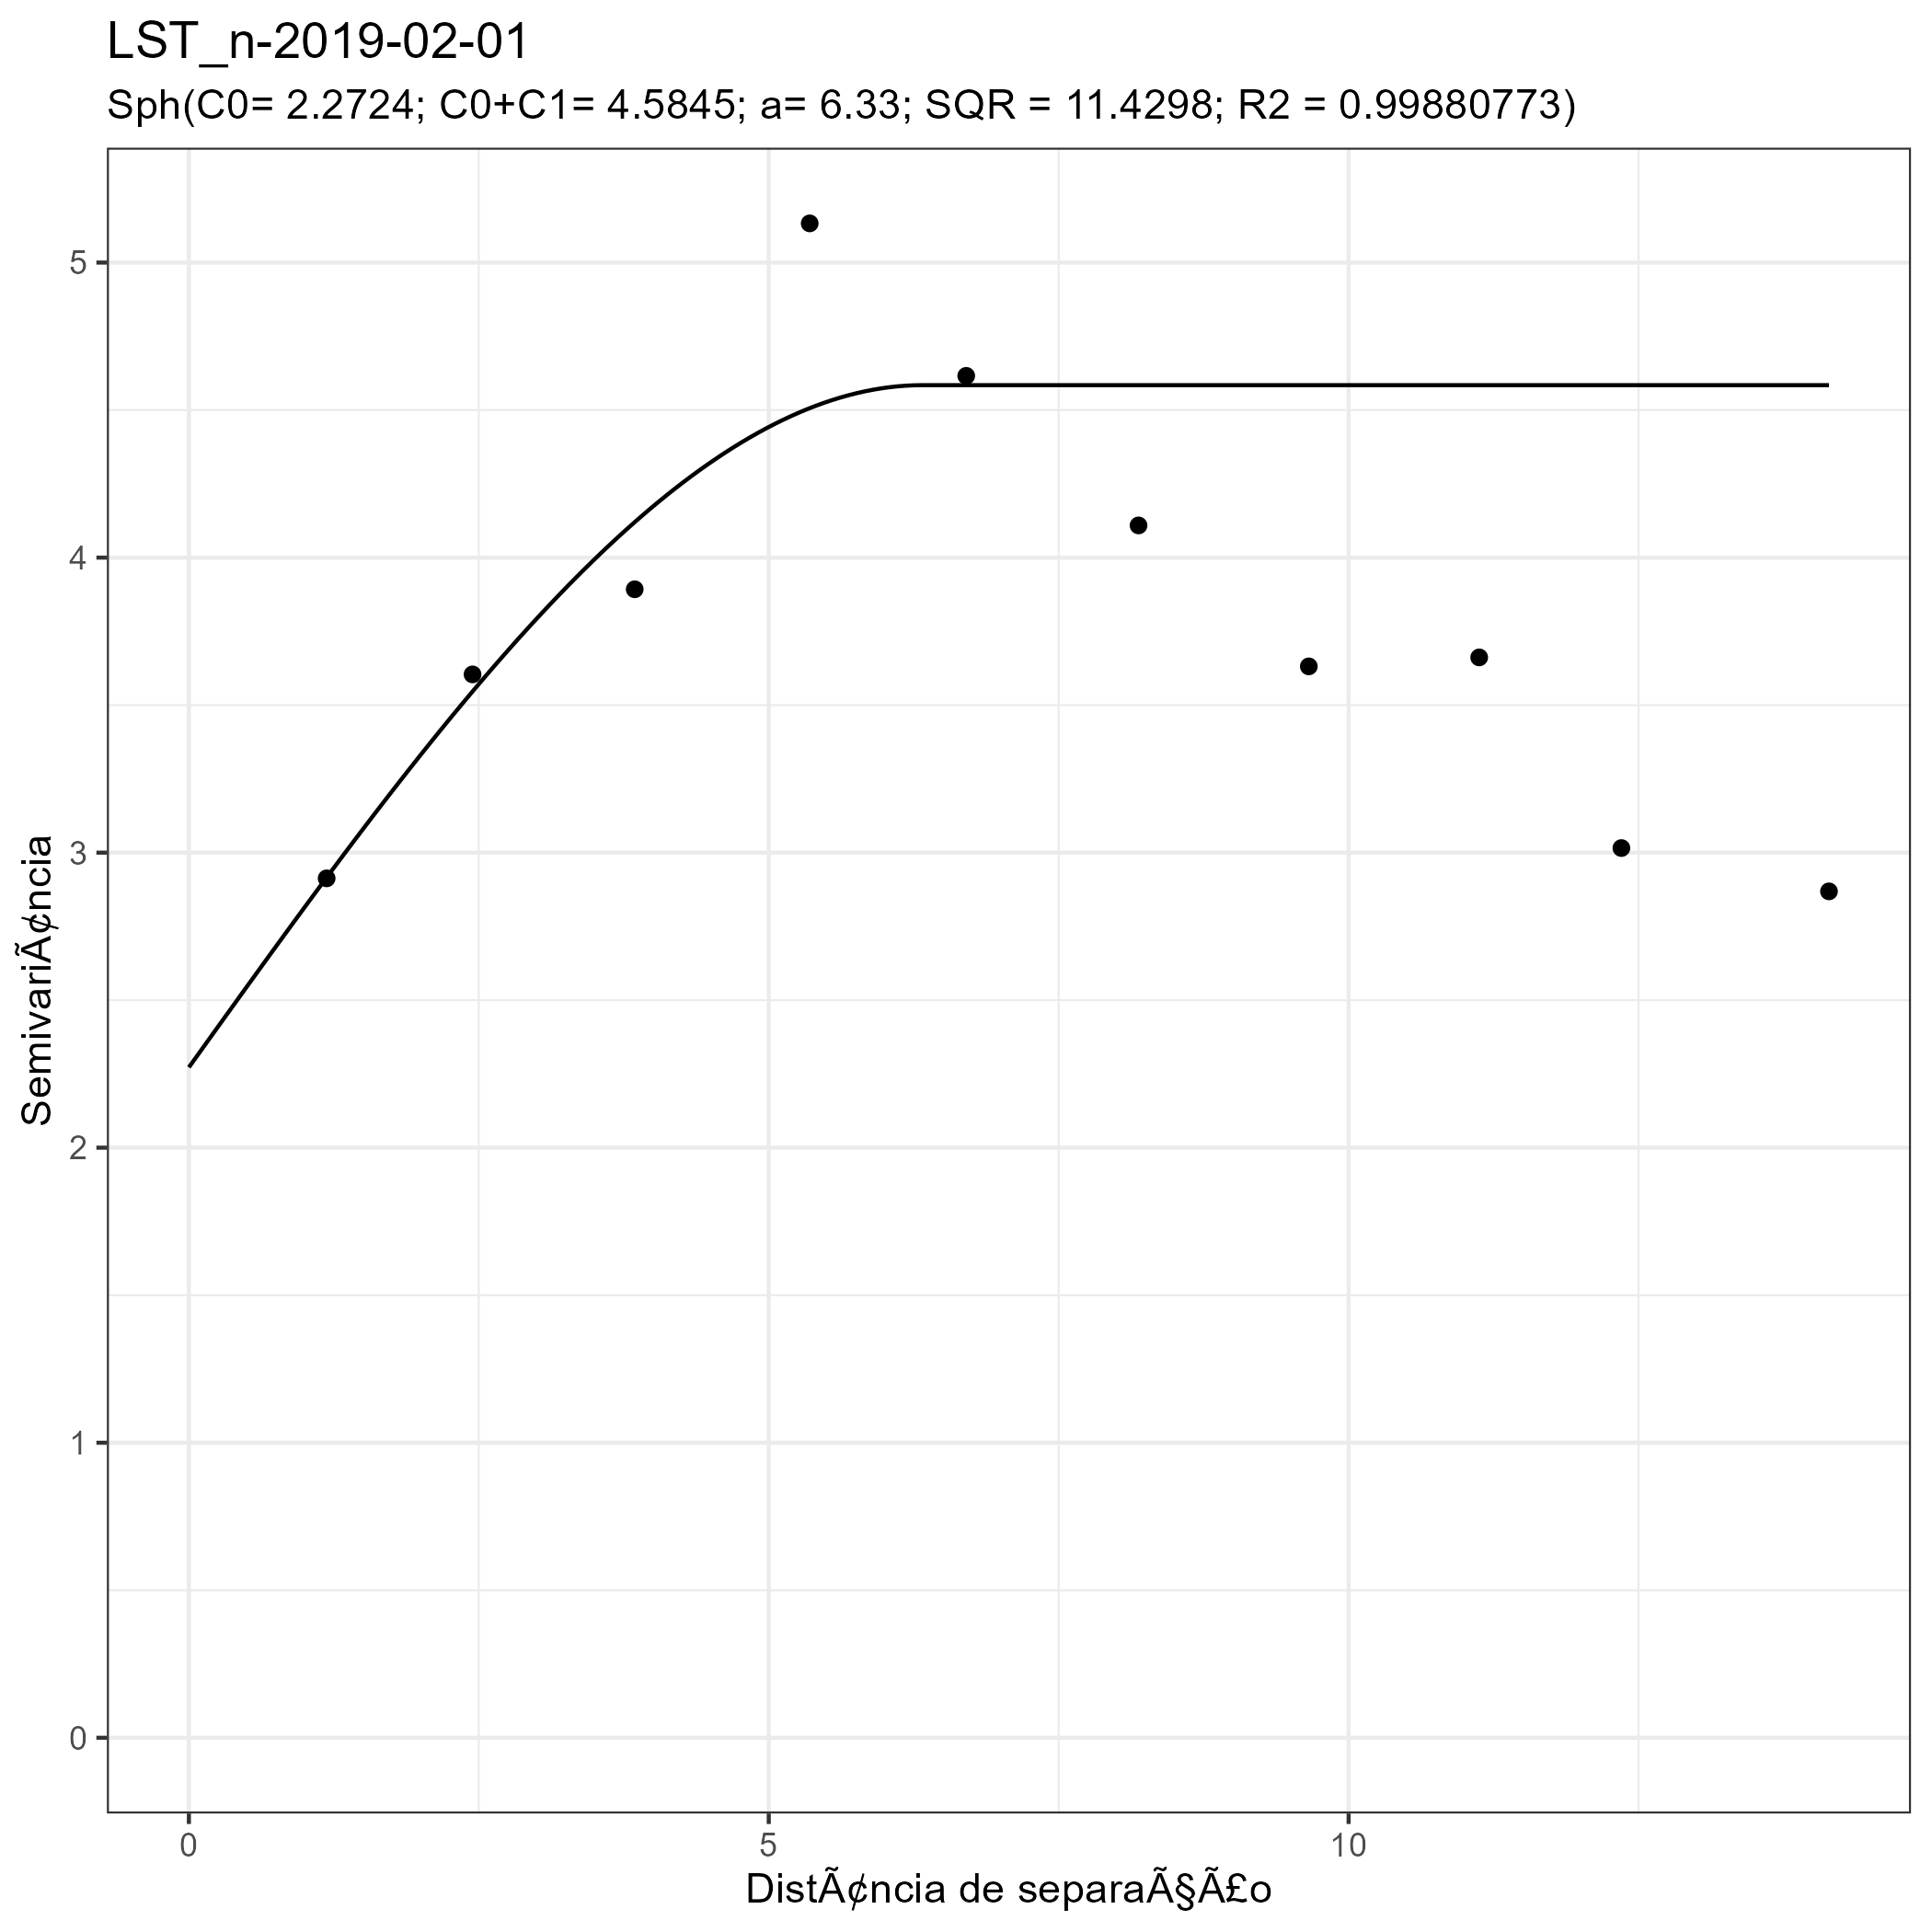 LST_n-2019-02-01
Sph(C0= 2.2724; C0+C1= 4.5845; a= 6.33; SQR = 11.4298; R2 = 0.99880773)
SemivariÃ¢ncia
5
4
3
2
1
0
0
5
10
DistÃ¢ncia de separaÃ§Ã£o